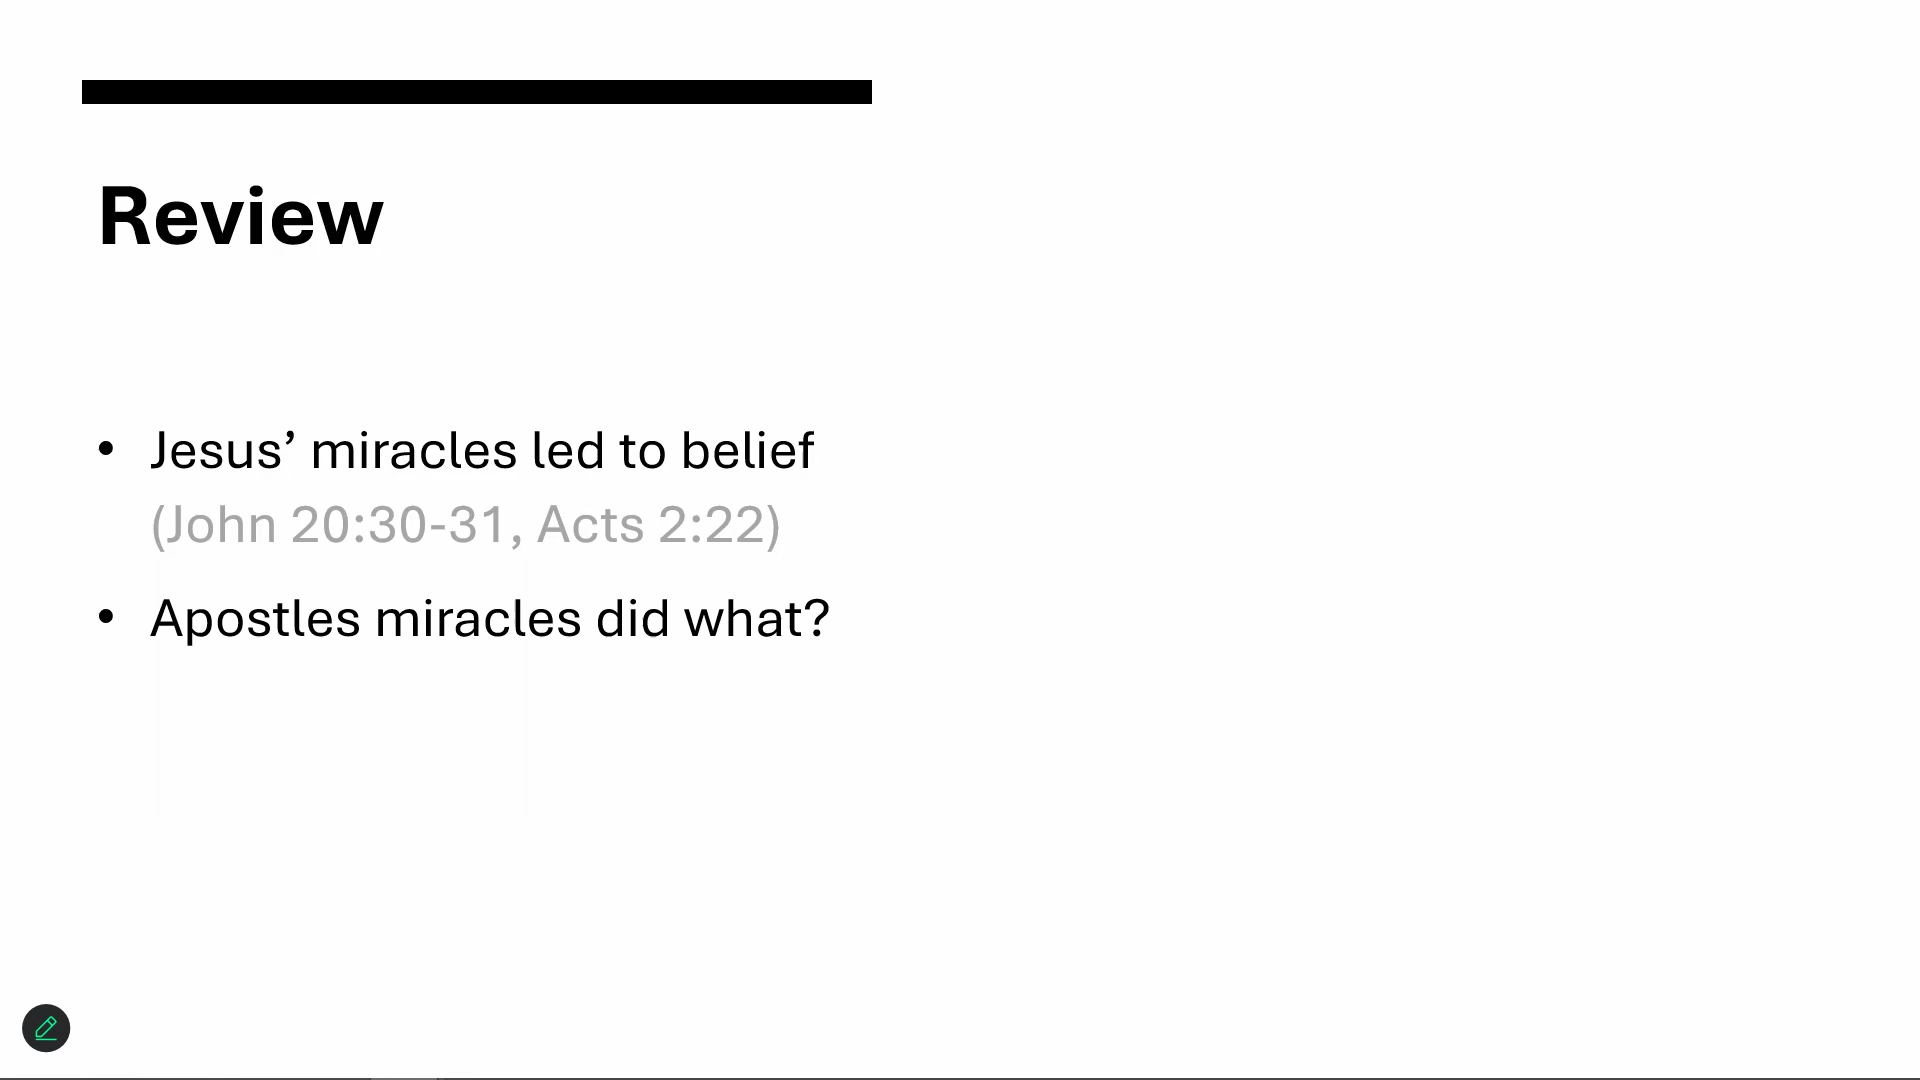 Review
• Jesus’ miracles led to belief
(John 20:30-31, Acts 2:22)
• Apostles miracles did what?